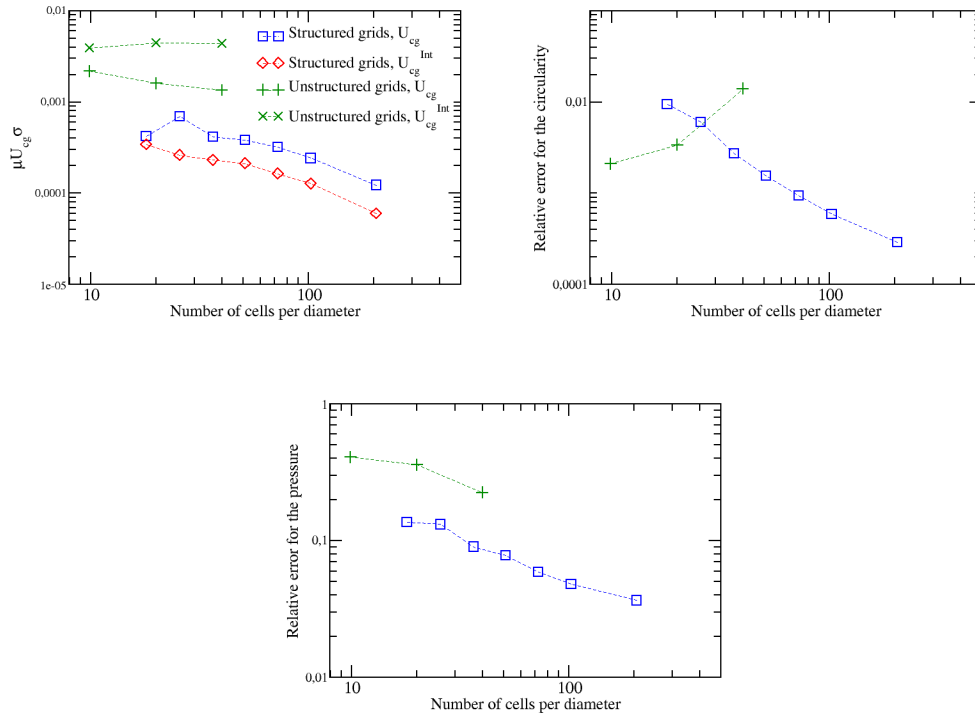 0,01
0,001
0,0001
1e-05
μU_cg σ
10
100
Number of cells per diameter
Structured grids, U_cg
Structured grids, U_cg^Int
Unstructured grids, U_cg
Unstructured grids, U_cg^Int
0,01
0,0001
Relative error for the circularity
10
100
Number of cells per diameter
1
0,1
0,01
Relative error for the pressure
10
100
Number of cells per diameter